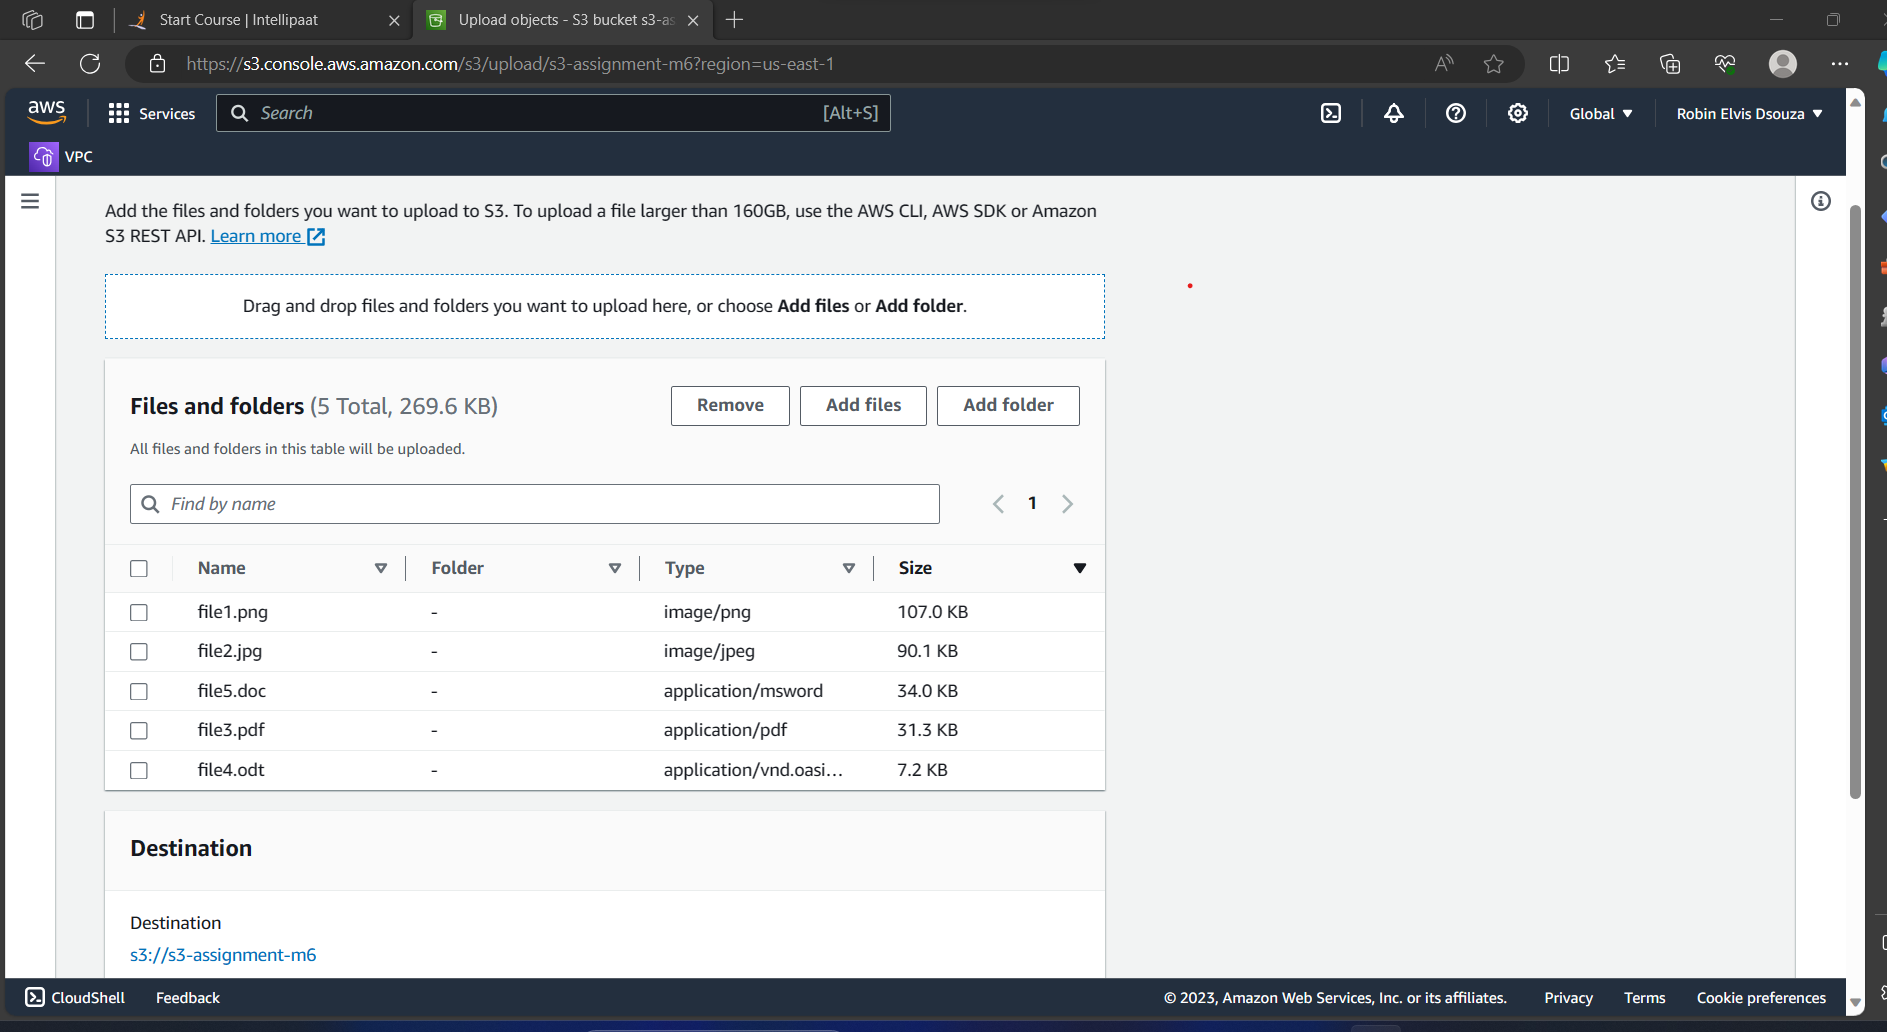 Start Course | Intellipaat
Upload objects - S3 bucket s3-as
https://s3.console.aws.amazon.com/s3/upload/s3-assignment-m6?region=us-east-1
aws
Services
Search
[Alt+S]
Global
Robin Elvis Dsouza
VPC
Add the files and folders you want to upload to S3. To upload a file larger than 160GB, use the AWS CLI, AWS SDK or Amazon
S3 REST API. Learn more
Drag and drop files and folders you want to upload here, or choose Add files or Add folder.
Files and folders (5 Total, 269.6 KB)
Remove
Add files
Add folder
All files and folders in this table will be uploaded.
Find by name
1
Name Folder Type Size
file1.png - image/png 107.0 KB
file2.jpg - image/jpeg 90.1 KB
file5.doc - application/msword 34.0 KB
file3.pdf - application/pdf 31.3 KB
file4.odt - application/vnd.oasi... 7.2 KB
Destination
Destination
s3://s3-assignment-m6
CloudShell
Feedback
© 2023, Amazon Web Services, Inc. or its affiliates.
Privacy
Terms
Cookie preferences